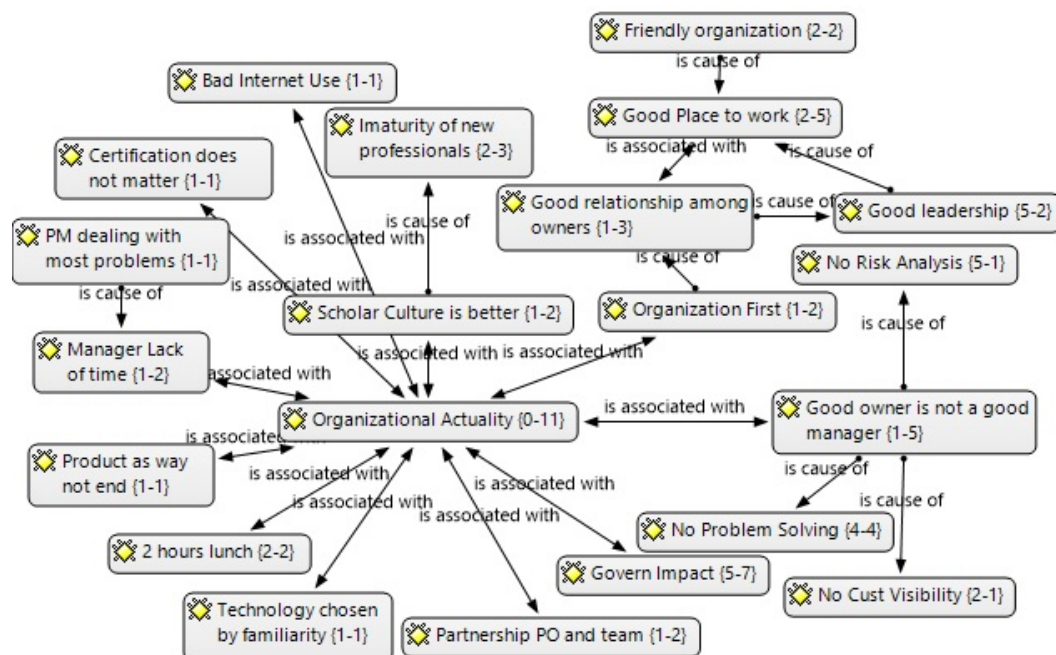 Friendly organization {2-2}
is cause of
Bad Internet Use {1-1}
Good Place to work {2-5}
Imaturity of new
professionals {2-3}
is associated with
is cause of
Certification does
not matter {1-1}
Good relationship among
owners {1-3}
is cause of
Good leadership {5-2}
is cause of
PM dealing with
most problems {1-1}
is associated with
is cause of
No Risk Analysis {5-1}
is associated with
is cause of
Scholar Culture is better {1-2}
Organization First {1-2}
is cause of
Manager Lack
of time {1-2}
is associated with
is associated with
associated with
is associated with
Organizational Actuality {0-11}
Good owner is not a good
manager {1-5}
is associated with
Product as way
not end {1-1}
is cause of
is associated with
is associated with
is cause of
is associated with
is associated with
No Problem Solving {4-4}
2 hours lunch {2-2}
Govern Impact {5-7}
No Cust Visibility {2-1}
Technology chosen
by familiarity {1-1}
Partnership PO and team {1-2}